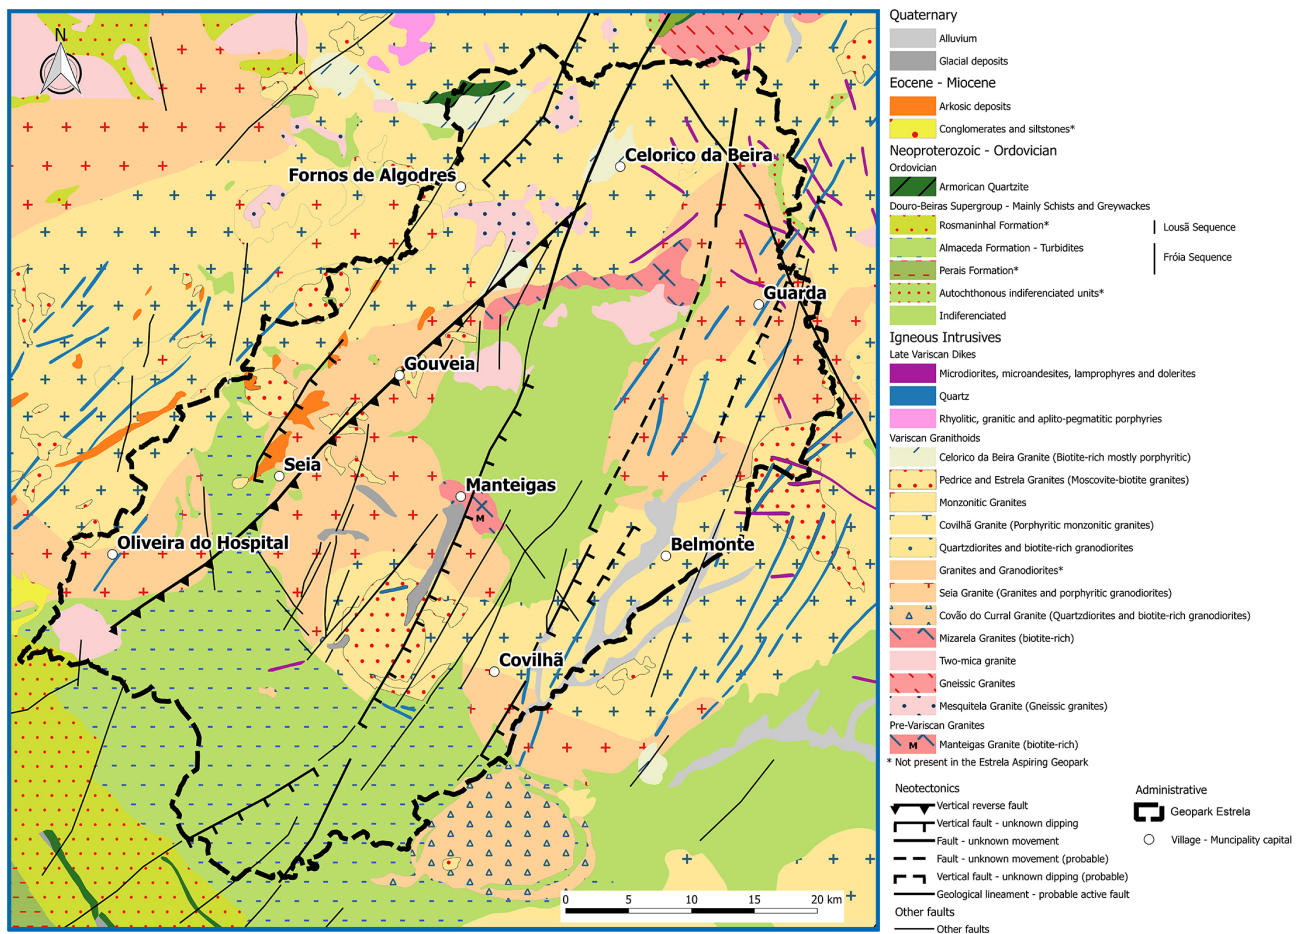 N
Celorico da Beira
Fornos de Algodres
Guarda
Gouveia
Seia
Manteigas
M
Oliveira do Hospital
Belmonte
Covilhã
0 5 10 15 20 km
Quaternary
Alluvium
Glacial deposits
Eocene - Miocene
Arkosic deposits
Conglomerates and siltstones*
Neoproterozoic - Ordovician
Ordovician
Armorican Quartzite
Douro-Beiras Supergroup - Mainly Schists and Greywackes
Rosmaninhal Formation*
Lousã Sequence
Almaceda Formation - Turbidites
Fróia Sequence
Perais Formation*
Autochthonous indiferenciated units*
Indiferenciated
Igneous Intrusives
Late Variscan Dikes
Microdiorites, microandesites, lamprophyres and dolerites
Quartz
Rhyolitic, granitic and aplito-pegmatitic porphyries
Variscan Granithoids
Celorico da Beira Granite (Biotite-rich mostly porphyritic)
Pedrice and Estrela Granites (Moscovite-biotite granites)
Monzonitic Granites
Covilhã Granite (Porphyritic monzonitic granites)
Quartzdiorites and biotite-rich granodiorites
Granites and Granodiorites*
Seia Granite (Granites and porphyritic granodiorites)
Covão do Curral Granite (Quartzdiorites and biotite-rich granodiorites)
Mizarela Granites (biotite-rich)
Two-mica granite
Gneissic Granites
Mesquitela Granite (Gneissic granites)
Pre-Variscan Granites
M
Manteigas Granite (biotite-rich)
* Not present in the Estrela Aspiring Geopark
Neotectonics
Vertical reverse fault
Vertical fault - unknown dipping
Fault - unknown movement
Fault - unknown movement (probable)
Vertical fault - unknown dipping (probable)
Geological lineament - probable active fault
Other faults
Other faults
Administrative
Geopark Estrela
Village - Muncipality capital